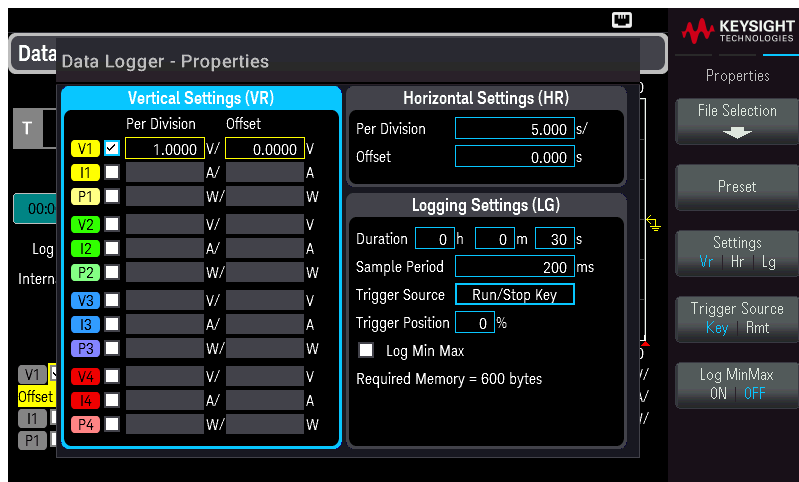 KEYSIGHT
TECHNOLOGIES
Data
Data Logger - Properties
Properties
Vertical Settings (VR)
Per Division Offset
V1 1.0000 V/ 0.0000 V
I1 A/ A
P1 W/ W
V2 V/ V
I2 A/ A
P2 W/ W
V3 V/ V
I3 A/ A
P3 W/ W
V4 V/ V
I4 A/ A
P4 W/ W
Horizontal Settings (HR)
Per Division 5.000 s/
Offset 0.000 s
Logging Settings (LG)
Duration 0 h 0 m 30 s
Sample Period 200 ms
Trigger Source Run/Stop Key
Trigger Position 0 %
Log Min Max
Required Memory = 600 bytes
T
00:0
Log
Intern
V1
Offset
I1
P1
V/
V/
V/
File Selection
Preset
Settings
Vr | Hr | Lg
Trigger Source
Key | Rmt
Log MinMax
ON | OFF